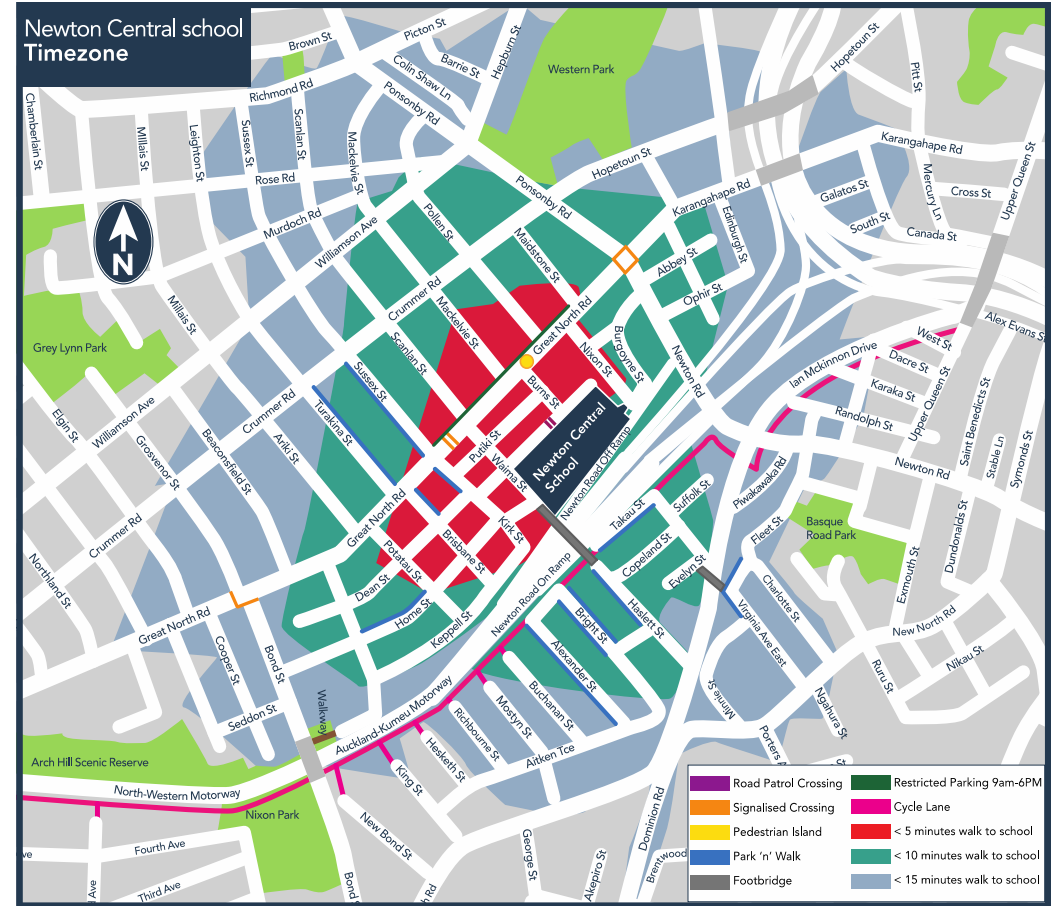 Newton Central school
Timezone
Brown St
Picton St
Barrie St
Hepburn St
Colin Shaw Ln
Ponsonby Rd
Richmond Rd
Western Park
Hopetoun St
Pitt St
Chamberlain St
Millais St
Leighton St
Sussex St
Scanlan St
Mackelvie St
Rose Rd
Murdoch Rd
Williamson Ave
Pollen St
Ponsonby Rd
Hopetoun St
Karangahape Rd
Karangahape Rd
Galatos St
Mercury Ln
Cross St
Upper Queen St
South St
Canada St
Edinburgh St
Abbey St
Ophir St
Maidstone St
N
Millais St
Grey Lynn Park
Crummer Rd
Mackelvie St
Scanlan St
Great North Rd
Nixon St
Burgoyne St
Newton Rd
Burns St
Ian Mckinnon Drive
West St
Alex Evans S
Dacre St
Karaka St
Upper Queen St
Randolph St
Saint Benedicts St
Stable Ln
Symonds St
Newton Rd
Elgin St
Williamson Ave
Crummer Rd
Sussex St
Turakina St
Grosvenor St
Beaconsfield St
Ariki St
Putiki St
Waima St
Newton Central
School
Newton Road Off Ramp
Piwakawaka Rd
Suffolk St
Takau St
Fleet St
Basque
Road Park
Dundonalds St
Exmouth St
Crummer Rd
Northland St
Great North Rd
Kirk St
Brisbane St
Potatau St
Dean St
Home St
Keppell St
Newton Road On Ramp
Copeland St
Evelyn St
Haslett St
Bright St
Alexander St
Charlotte St
Virginia Ave East
New North Rd
Nikau St
Ruru St
Great North Rd
Cooper St
Bond St
Seddon St
Walkway
Auckland-Kumeu Motorway
Buchanan St
Mostyn St
Richbourne St
Hesketh St
King St
Aitken Tce
Minnie St
Ngahura St
Porters A
St
Arch Hill Scenic Reserve
North-Western Motorway
Nixon Park
New Bond St
Fourth Ave
Third Ave
ve
Ave
Bond S
h Rd
George St
Akepiro St
Dominion Rd
Brentwood
Road Patrol Crossing
Signalised Crossing
Pedestrian Island
Park 'n' Walk
Footbridge
Restricted Parking 9am-6PM
Cycle Lane
< 5 minutes walk to school
< 10 minutes walk to school
< 15 minutes walk to school